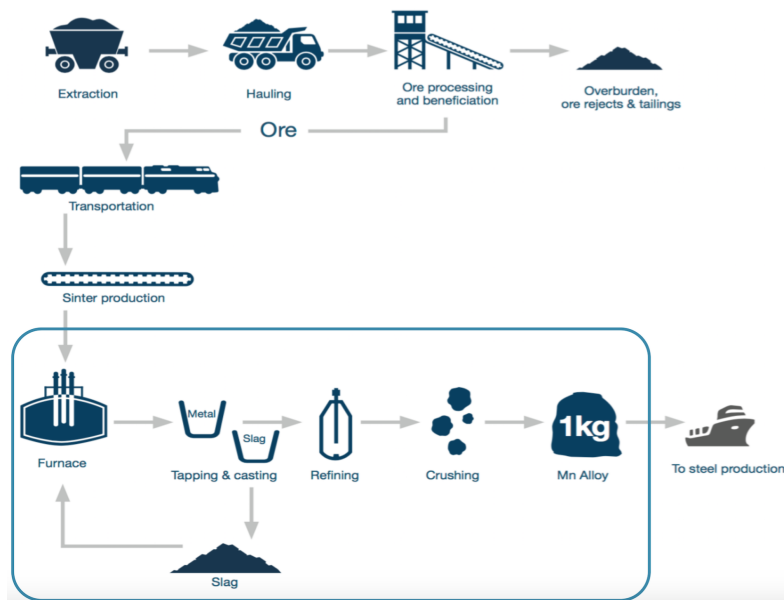 Extraction
Hauling
Ore processing
and beneficiation
Overburden,
ore rejects & tailings
Ore
Transportation
Sinter production
Metal
Slag
1kg
Furnace
Tapping & casting
Refining
Crushing
Mn Alloy
To steel production
Slag